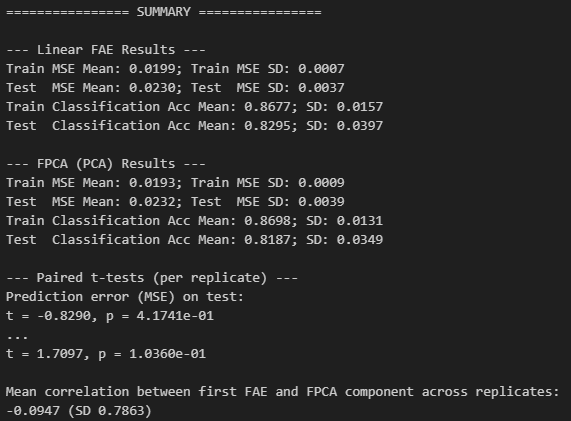 ================ SUMMARY ================
--- Linear FAE Results ---
Train MSE Mean: 0.0199; Train MSE SD: 0.0007
Test  MSE Mean: 0.0230; Test  MSE SD: 0.0037
Train Classification Acc Mean: 0.8677; SD: 0.0157
Test  Classification Acc Mean: 0.8295; SD: 0.0397
--- FPCA (PCA) Results ---
Train MSE Mean: 0.0193; Train MSE SD: 0.0009
Test  MSE Mean: 0.0232; Test  MSE SD: 0.0039
Train Classification Acc Mean: 0.8698; SD: 0.0131
Test  Classification Acc Mean: 0.8187; SD: 0.0349
--- Paired t-tests (per replicate) ---
Prediction error (MSE) on test:
t = -0.8290, p = 4.1741e-01
...
t = 1.7097, p = 1.0360e-01
Mean correlation between first FAE and FPCA component across replicates:
-0.0947 (SD 0.7863)